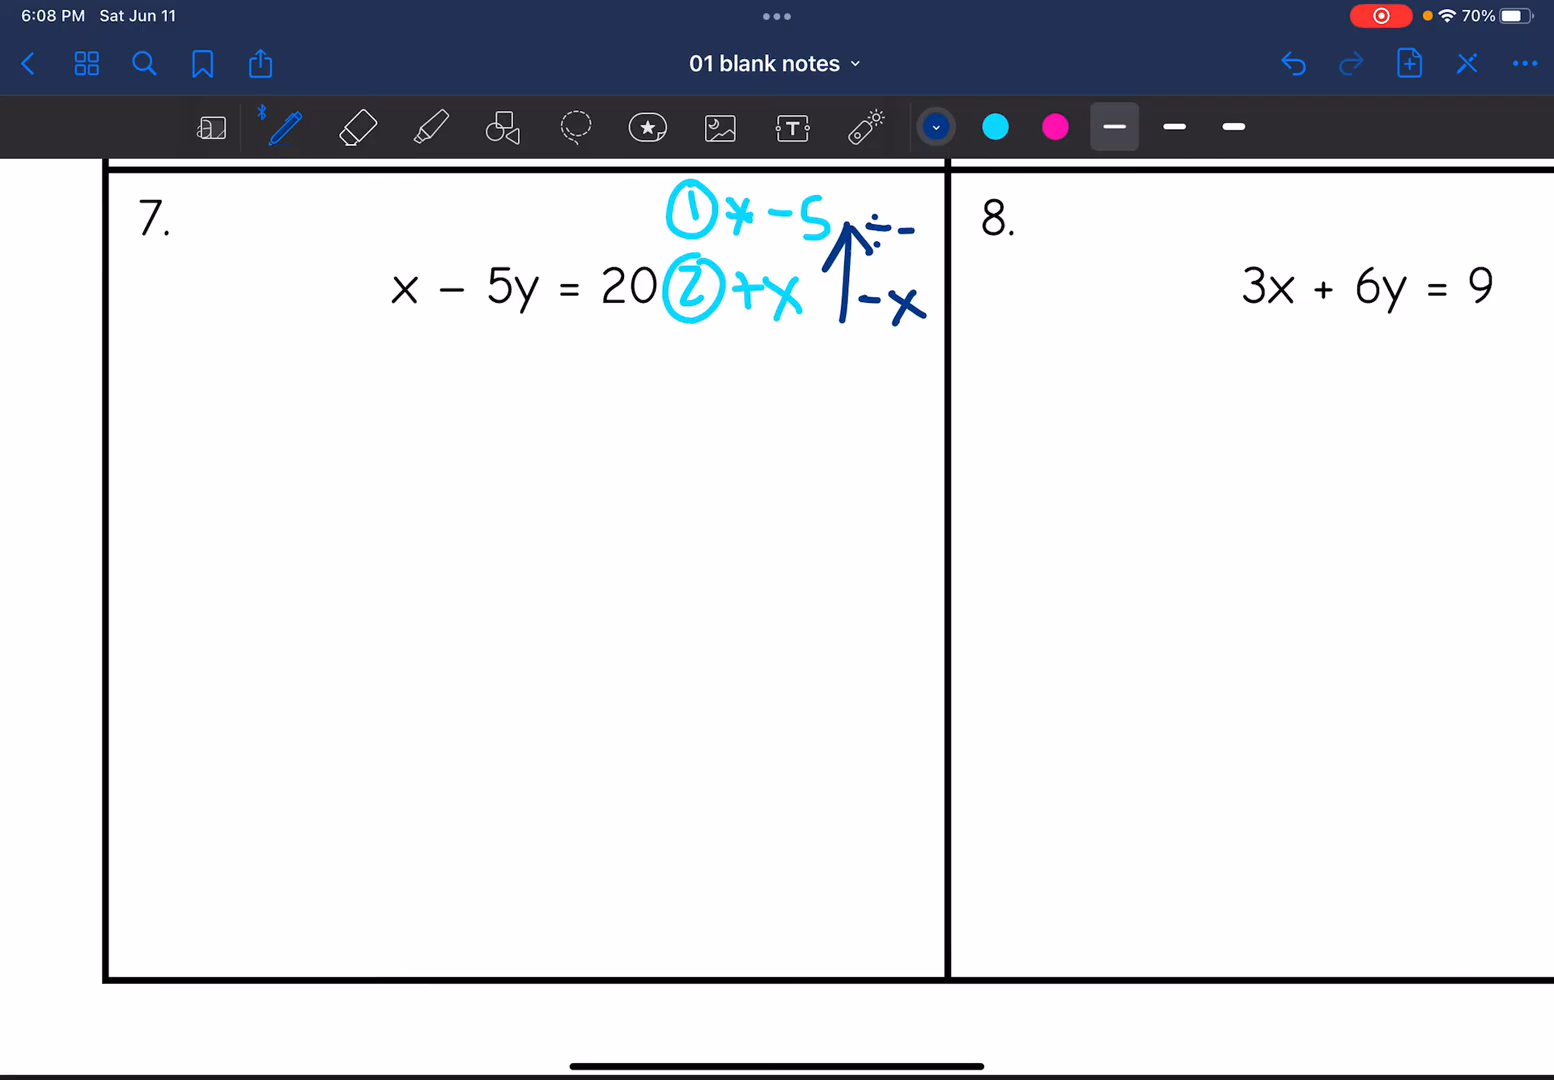 6:08 PM Sat Jun 11
70%
01 blank notes
T
7.
① * -5
÷ -
x - 5y = 20
② + x
- x
8.
3x + 6y = 9